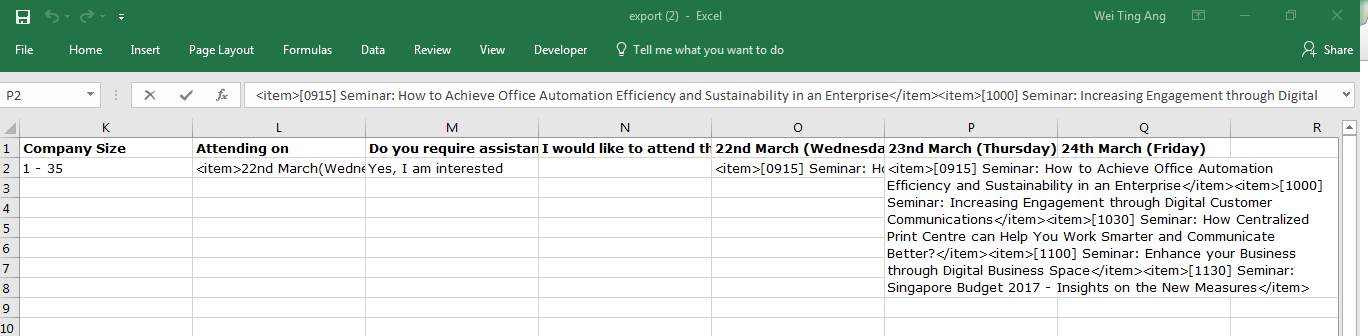 export (2) - Excel
Wei Ting Ang
File Home Insert Page Layout Formulas Data Review View Developer Tell me what you want to do Share
P2 fx <item>[0915] Seminar: How to Achieve Office Automation Efficiency and Sustainability in an Enterprise</item><item>[1000] Seminar: Increasing Engagement through Digital
K L M N O P Q R
1 Company Size Attending on Do you require assistan I would like to attend th 22nd March (Wednesda 23nd March (Thursday) 24th March (Friday)
2 1 - 35 <item>22nd March(Wedne Yes, I am interested <item>[0915] Seminar: Ho <item>[0915] Seminar: How to Achieve Office Automation
3 Efficiency and Sustainability in an Enterprise</item><item>[1000]
4 Seminar: Increasing Engagement through Digital Customer
Communications</item><item>[1030] Seminar: How Centralized
5 Print Centre can Help You Work Smarter and Communicate
6 Better?</item><item>[1100] Seminar: Enhance your Business
7 through Digital Business Space</item><item>[1130] Seminar:
8 Singapore Budget 2017 - Insights on the New Measures</item>
9
10